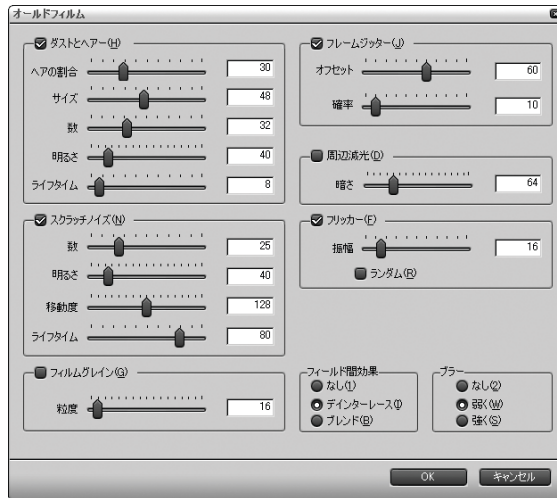 オールドフィルム
ダストとヘアー(H)
ヘアの割合 30
サイズ 48
数 32
明るさ 40
ライフタイム 8
スクラッチノイズ(N)
数 25
明るさ 40
移動度 128
ライフタイム 80
フィルムグレイン(G)
粒度 16
フレームジッター(J)
オフセット 60
確率 10
周辺減光(D)
暗さ 64
フリッカー(F)
振幅 16
ランダム(R)
フィールド間効果
なし(1)
デインターレース(I
ブレンド(B)
ブラー
なし(2)
弱く(W)
強く(S)
OK キャンセル